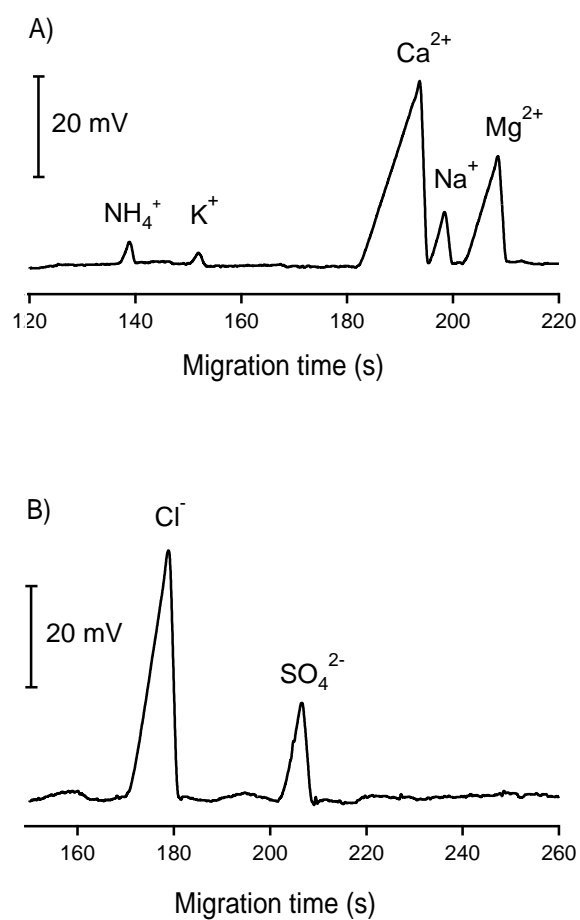 A)
Ca²⁺
20 mV
Mg²⁺
Na⁺
NH₄⁺
K⁺
120 140 160 180 200 220
Migration time (s)
B)
Cl⁻
20 mV
SO₄²⁻
160 180 200 220 240 260
Migration time (s)